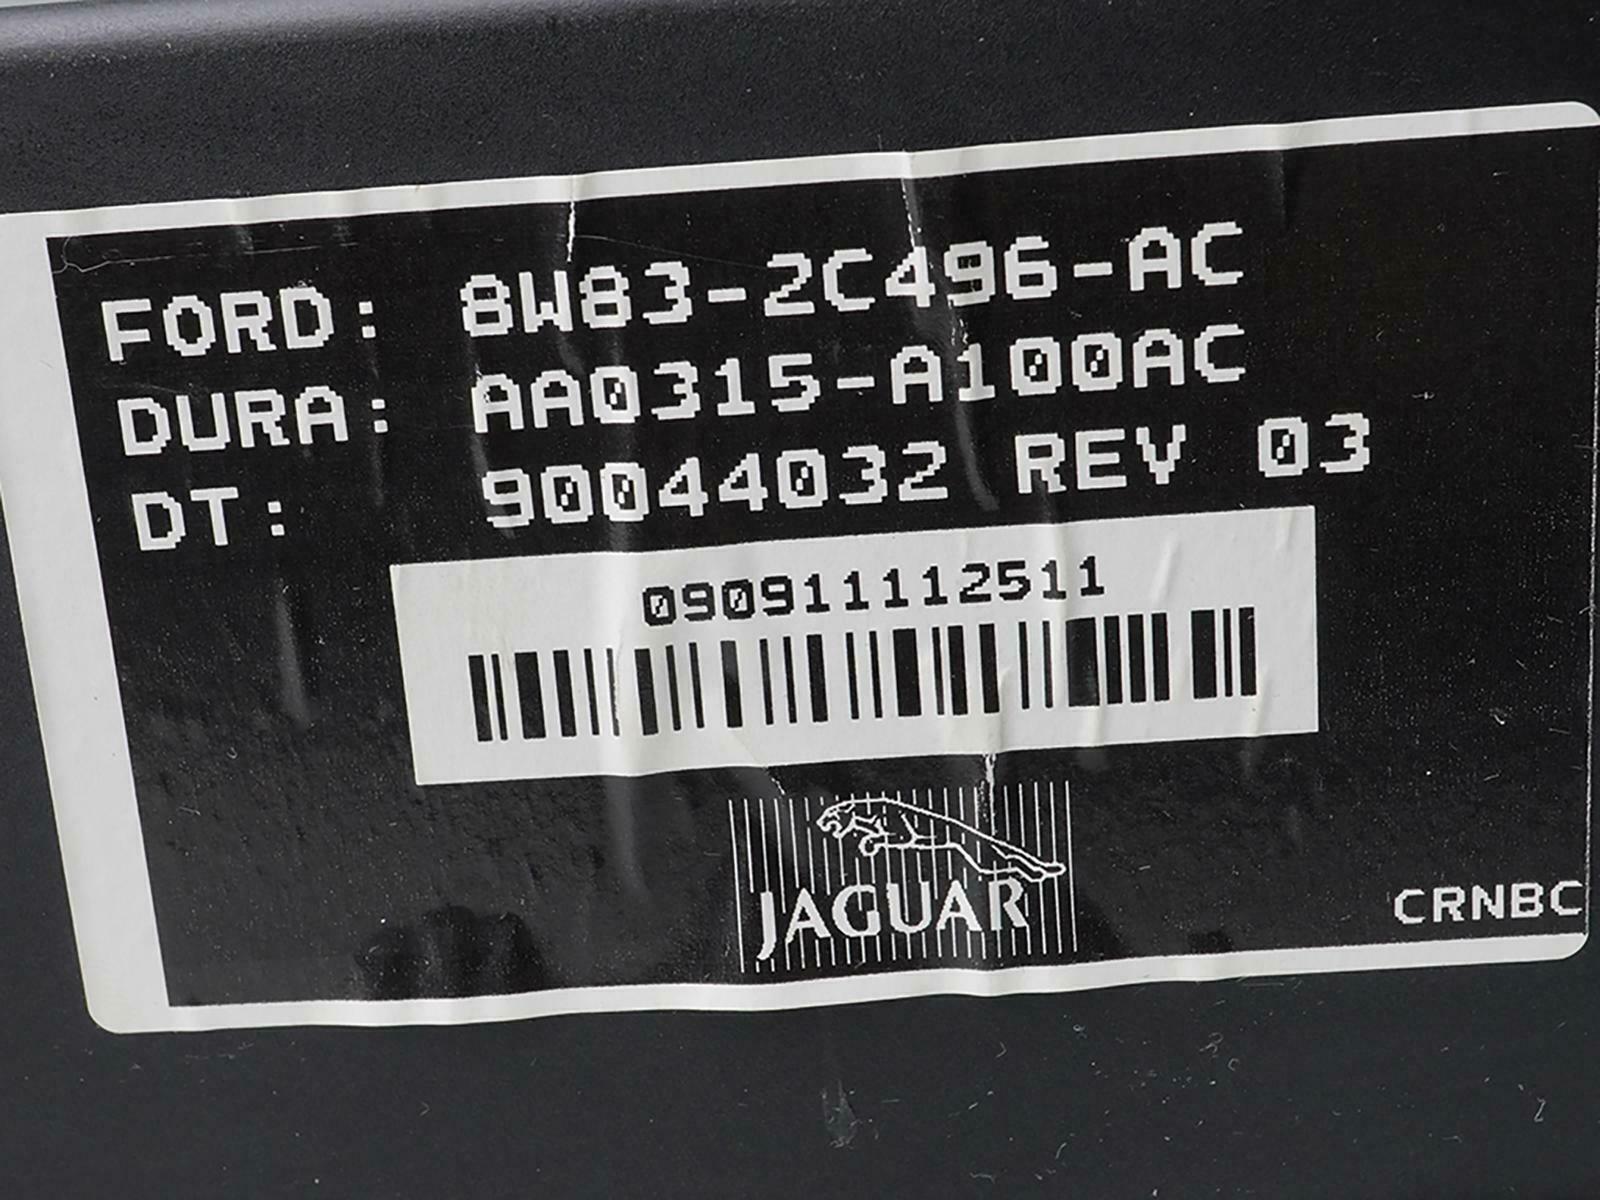 FORD: 8W83-2C496-AC
DURA: AA0315-A100AC
DT: 90044032 REV 03
090911112511
JAGUAR
CRNBC